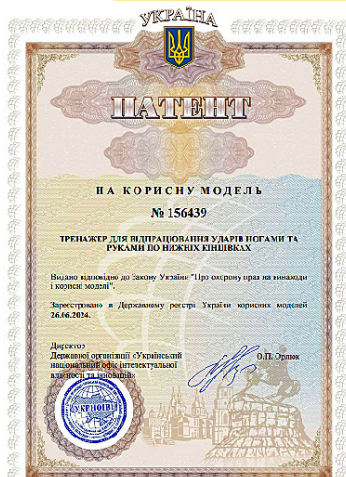 УКРАЇНА
ПАТЕНТ
НА КОРИСНУ МОДЕЛЬ
№ 156439
ТРЕНАЖЕР ДЛЯ ВІДПРАЦЮВАННЯ УДАРІВ НОГАМИ ТА
РУКАМИ ПО НИЖНІХ КІНЦІВКАХ
Видано відповідно до Закону України "Про охорону прав на винаходи
і корисні моделі".
Зареєстровано в Державному реєстрі України корисних моделей
26.06.2024.
Директор
Державної організації «Український
національний офіс інтелектуальної
власності та інновацій»
О.П. Орлюк
УКРНОІВІ